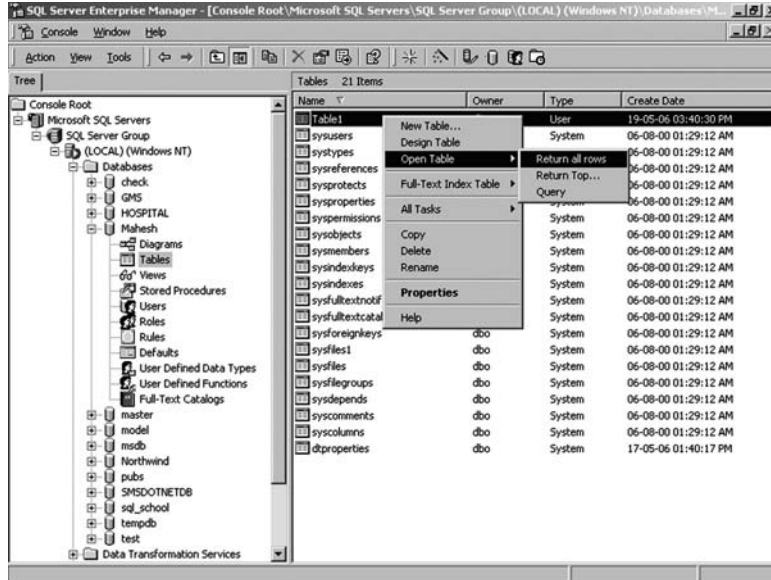 SQL Server Enterprise Manager - [Console Root\Microsoft SQL Servers\SQL Server Group\(LOCAL) (Windows NT)\Databases\M...
Console Window Help
Action View Tools
Tree
Tables 21 Items
Console Root
Microsoft SQL Servers
SQL Server Group
(LOCAL) (Windows NT)
Databases
check
GMS
HOSPITAL
Mahesh
Diagrams
Tables
Views
Stored Procedures
Users
Roles
Rules
Defaults
User Defined Data Types
User Defined Functions
Full-Text Catalogs
master
model
msdb
Northwind
pubs
SMSDOTNETDB
sql_school
tempdb
test
Data Transformation Services
Name Owner Type Create Date
Table1 User 19-05-06 03:40:30 PM
sysusers System 06-08-00 01:29:12 AM
systypes 06-08-00 01:29:12 AM
sysreferences 06-08-00 01:29:12 AM
sysprotects 06-08-00 01:29:12 AM
sysproperties System 06-08-00 01:29:12 AM
syspermissions System 06-08-00 01:29:12 AM
sysobjects System 06-08-00 01:29:12 AM
sysmembers System 06-08-00 01:29:12 AM
sysindexkeys System 06-08-00 01:29:12 AM
sysindexes System 06-08-00 01:29:12 AM
sysfulltextnotif System 06-08-00 01:29:12 AM
sysfulltextcatal System 06-08-00 01:29:12 AM
sysforeignkeys dbo System 06-08-00 01:29:12 AM
sysfiles1 dbo System 06-08-00 01:29:12 AM
sysfiles dbo System 06-08-00 01:29:12 AM
sysfilegroups dbo System 06-08-00 01:29:12 AM
sysdepends dbo System 06-08-00 01:29:12 AM
syscomments dbo System 06-08-00 01:29:12 AM
syscolumns dbo System 06-08-00 01:29:12 AM
dtproperties dbo System 17-05-06 01:40:17 PM
New Table...
Design Table
Open Table
Full-Text Index Table
All Tasks
Copy
Delete
Rename
Properties
Help
Return all rows
Return Top...
Query